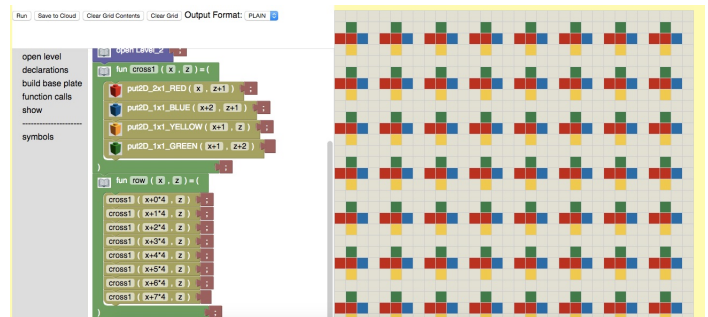 Run Save to Cloud Clear Grid Contents Clear Grid Output Format: PLAIN
open level
declarations
build base plate
function calls
show
--------------------
symbols
open Level_2 ;
fun cross1 ( x , z ) = (
put2D_2x1_RED ( x , z+1 ) ;
put2D_1x1_BLUE ( x+2 , z+1 ) ;
put2D_1x1_YELLOW ( x+1 , z ) ;
put2D_1x1_GREEN ( x+1 , z+2 ) ;
) ;
fun row ( x , z ) = (
cross1 ( x+0*4 , z ) ;
cross1 ( x+1*4 , z ) ;
cross1 ( x+2*4 , z ) ;
cross1 ( x+3*4 , z ) ;
cross1 ( x+4*4 , z ) ;
cross1 ( x+5*4 , z ) ;
cross1 ( x+6*4 , z ) ;
cross1 ( x+7*4 , z ) ;
) ;